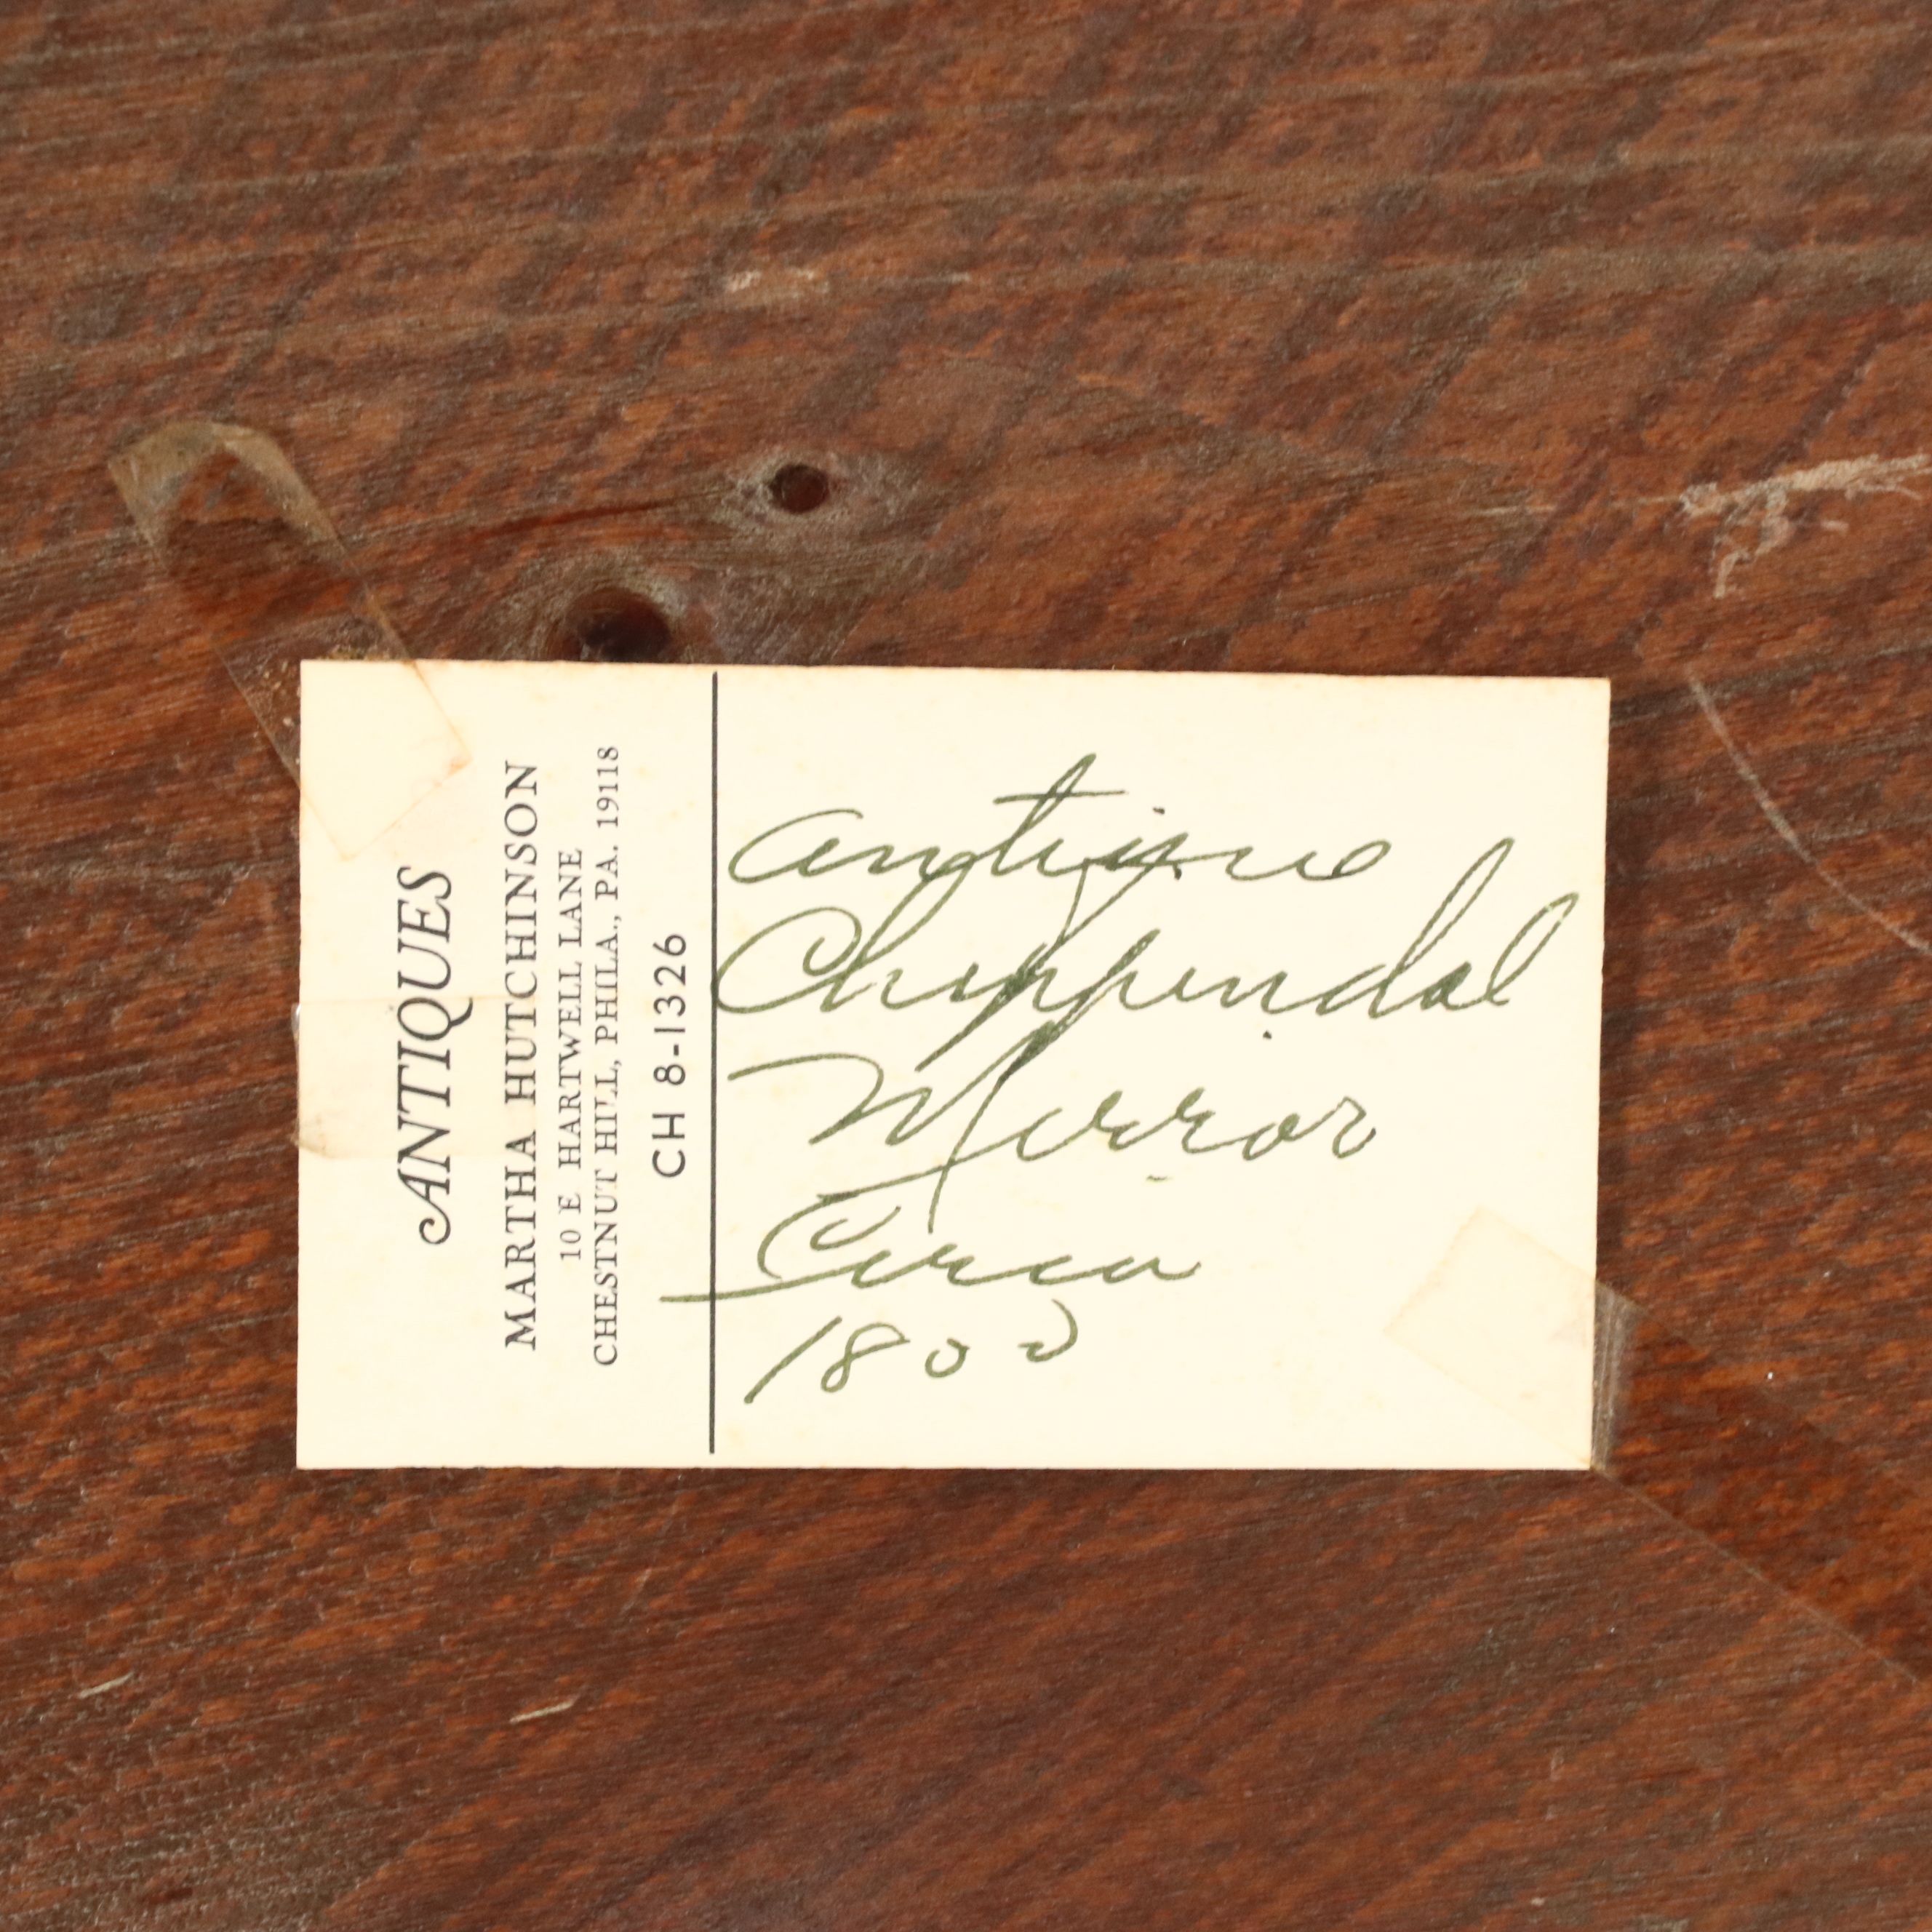 ANTIQUES
MARTHA HUTCHINSON
10 E HARTWELL LANE
CHESTNUT HILL, PHILA., PA. 19118
CH 8-1326
Antique
Chippendal
Mirror
Circa
1800